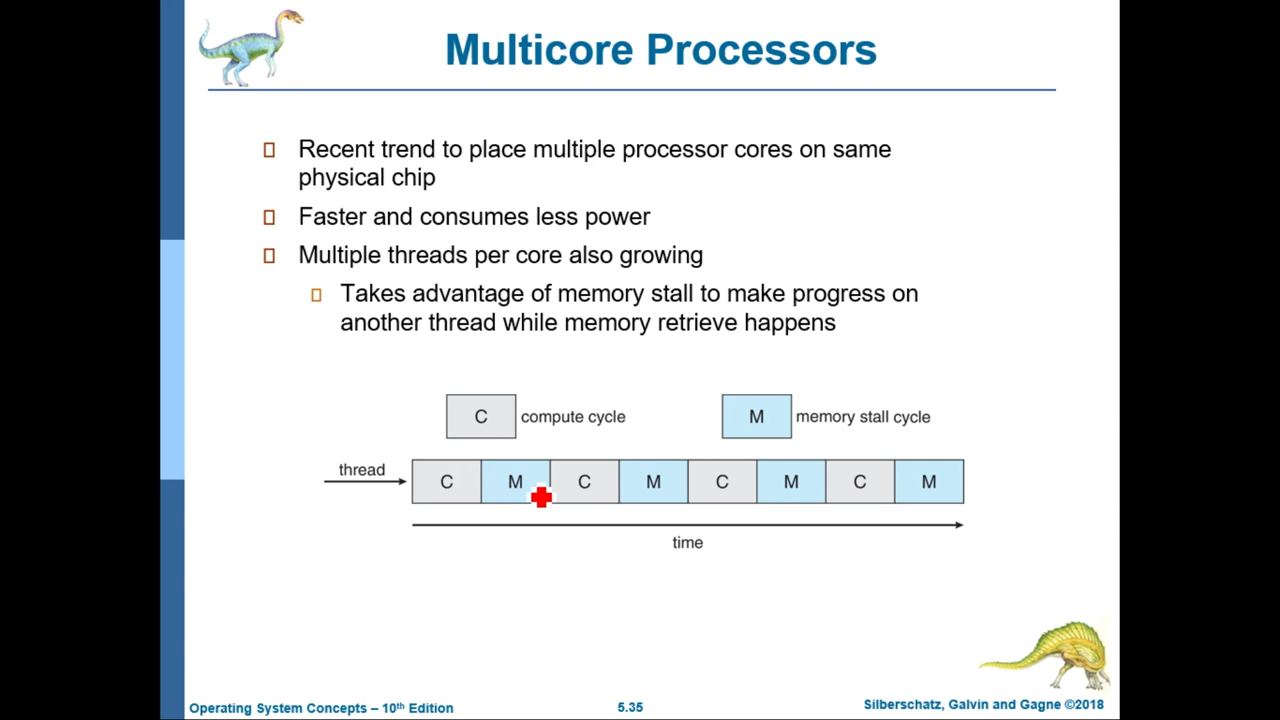 Multicore Processors
Recent trend to place multiple processor cores on same
physical chip
Faster and consumes less power
Multiple threads per core also growing
Takes advantage of memory stall to make progress on
another thread while memory retrieve happens
C compute cycle M memory stall cycle
thread C M C M C M C M
time
Operating System Concepts – 10th Edition 5.35 Silberschatz, Galvin and Gagne ©2018